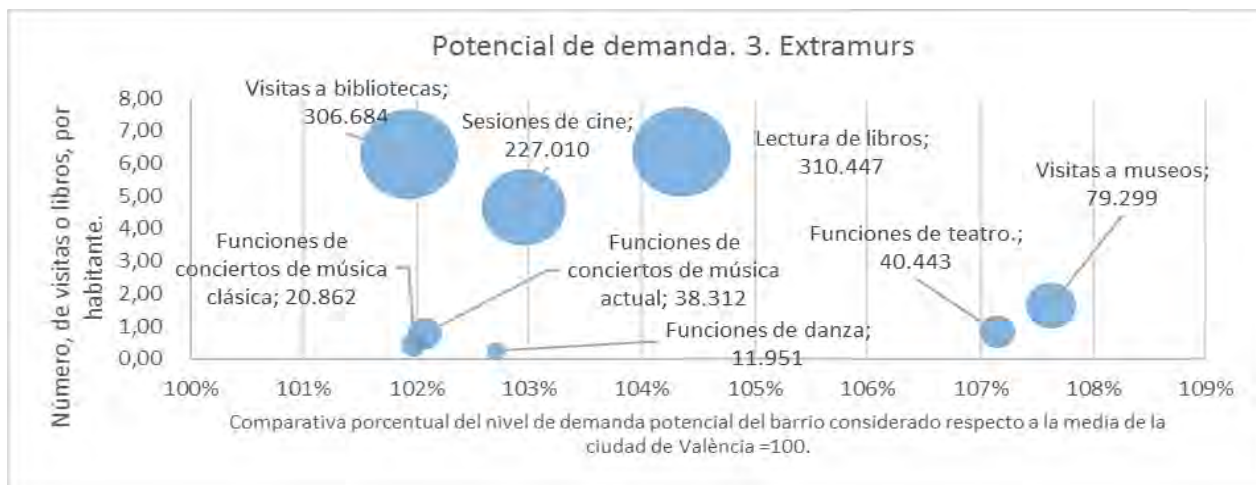 Potencial de demanda. 3. Extramurs
Número, de visitas o libros, por
habitante.
8,00
7,00
6,00
5,00
4,00
3,00
2,00
1,00
0,00
Visitas a bibliotecas;
306.684
Sesiones de cine;
227.010
Lectura de libros;
310.447
Visitas a museos;
79.299
Funciones de
conciertos de música
clásica; 20.862
Funciones de
conciertos de música
actual; 38.312
Funciones de teatro.;
40.443
Funciones de danza;
11.951
100%
101%
102%
103%
104%
105%
106%
107%
108%
109%
Comparativa porcentual del nivel de demanda potencial del barrio considerado respecto a la media de la
ciudad de València =100.